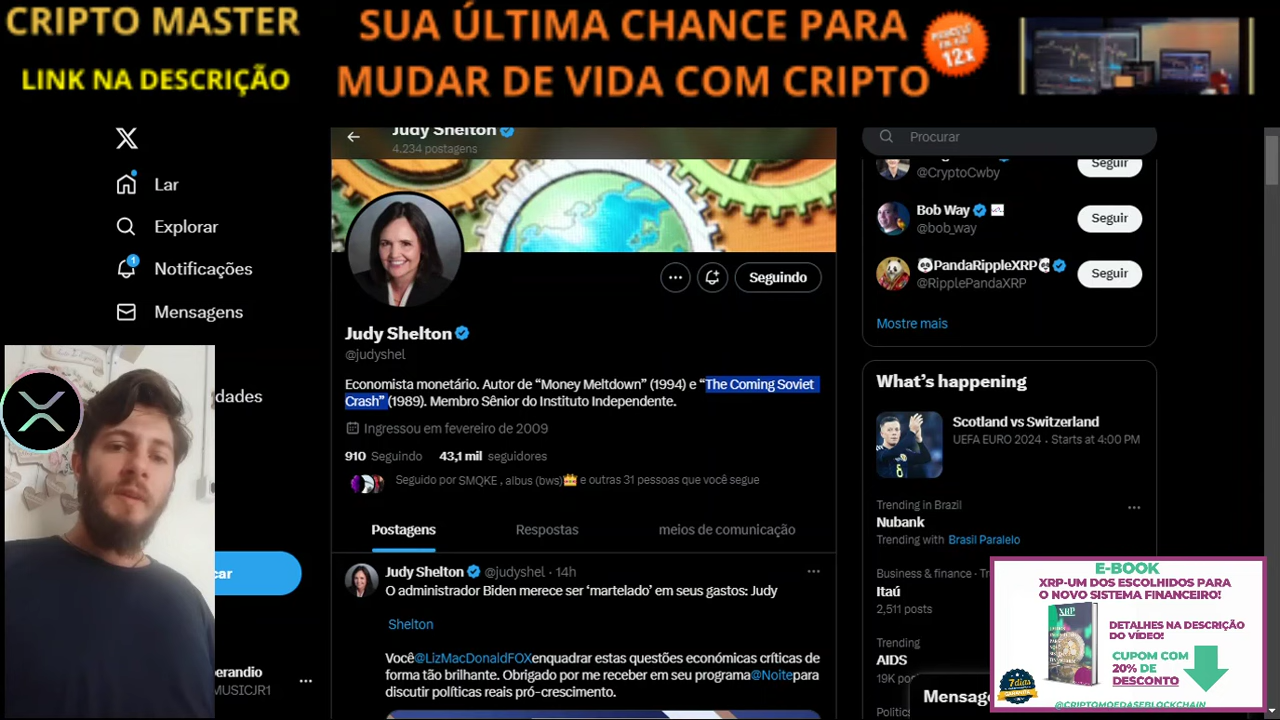 CRIPTO MASTER
LINK NA DESCRIÇÃO
SUA ÚLTIMA CHANCE PARA
MUDAR DE VIDA COM CRIPTO
12x
Judy Shelton
4.234 postagens
Procurar
Lar
Explorar
1
Notificações
Mensagens
dades
car
erandio
MUSICJR1
Seguindo
Judy Shelton
@judyshel
Economista monetário. Autor de “Money Meltdown” (1994) e “The Coming Soviet
Crash” (1989). Membro Sênior do Instituto Independente.
Ingressou em fevereiro de 2009
910 Seguindo 43,1 mil seguidores
Seguido por SMQKE , albus (bws)👑 e outras 31 pessoas que você segue
Postagens Respostas meios de comunicação
Judy Shelton @judyshel · 14h
O administrador Biden merece ser ‘martelado’ em seus gastos: Judy
Shelton
Você@LizMacDonaldFOXenquadrar estas questões econômicas críticas de
forma tão brilhante. Obrigado por me receber em seu programa@Noitepara
discutir políticas reais pró-crescimento.
@CryptoCwby
Seguir
Bob Way
@bob_way
Seguir
🐼PandaRippleXRP🐼
@RipplePandaXRP
Seguir
Mostre mais
What’s happening
Scotland vs Switzerland
UEFA EURO 2024 · Starts at 4:00 PM
Trending in Brazil
Nubank
Trending with Brasil Paralelo
Business & finance · Tr
Itaú
2,511 posts
Trending
AIDS
19K po
Politic
Messag
E-BOOK
XRP-UM DOS ESCOLHIDOS PARA
O NOVO SISTEMA FINANCEIRO!
XRP
DETALHES NA DESCRIÇÃO
DO VÍDEO!
CUPOM COM
20% DE
DESCONTO
7 dias
GARANTIA
@CRIPTOMOEDASEBLOCKCHAIN